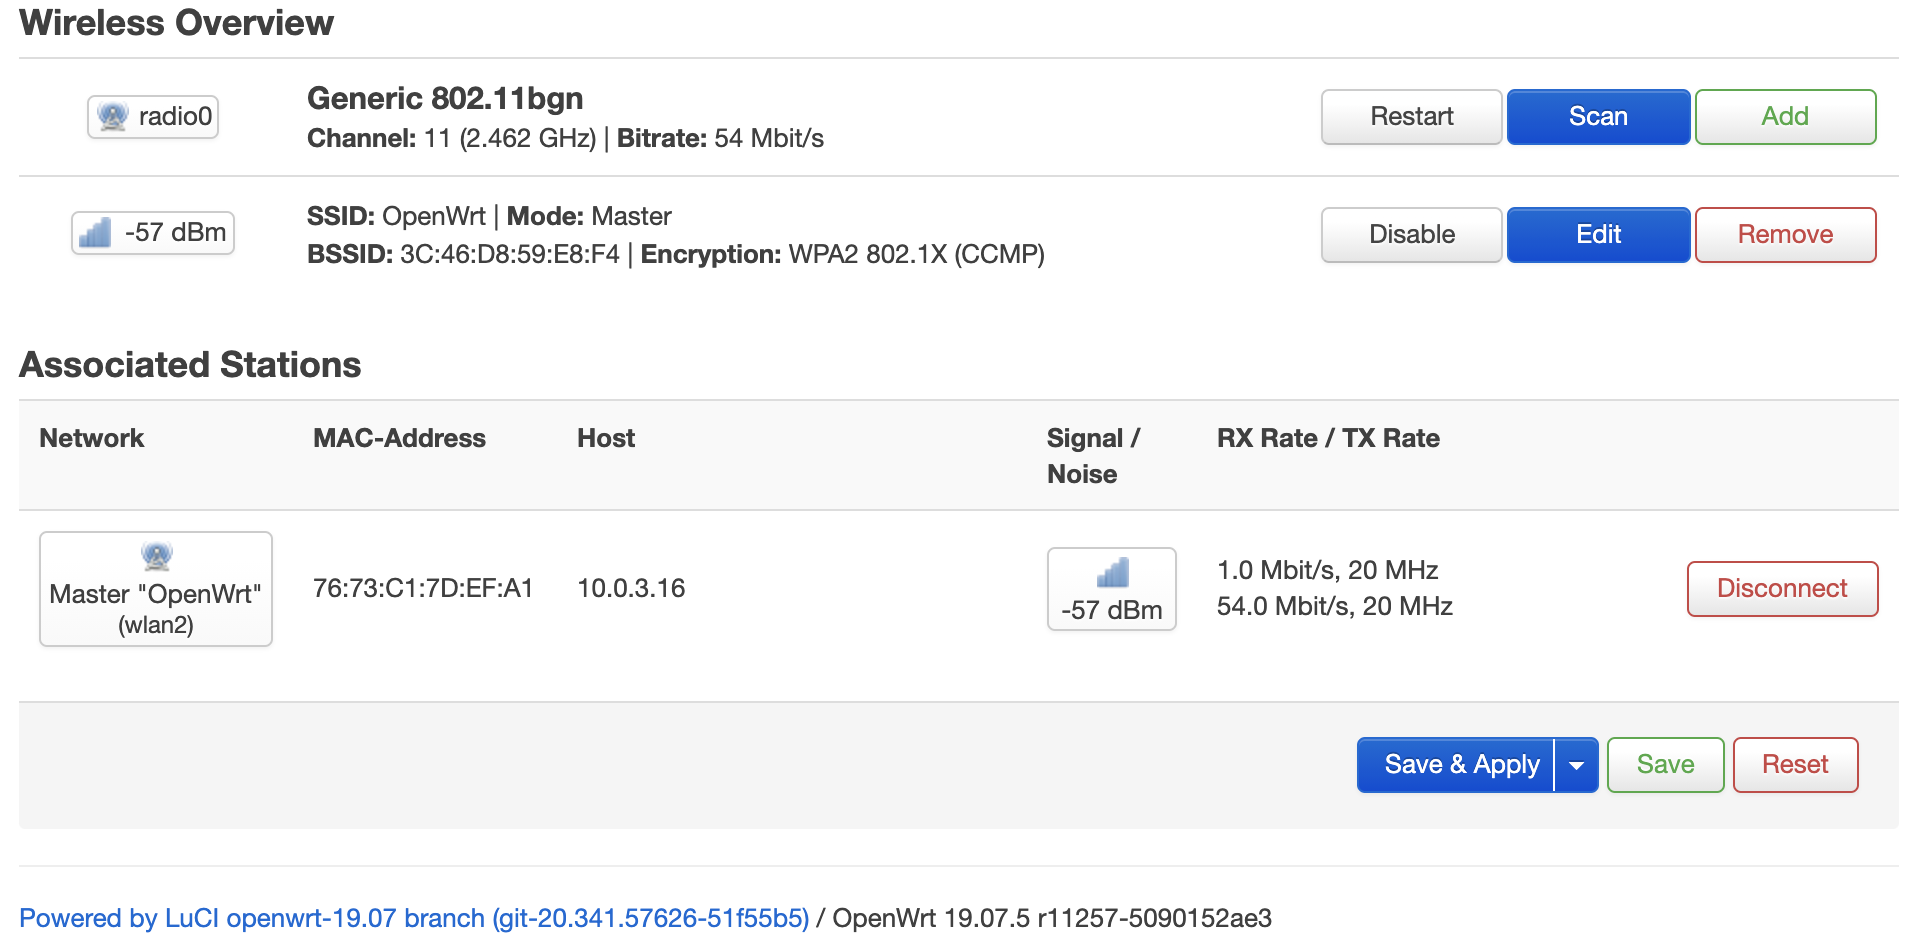 Wireless Overview
radio0
Generic 802.11bgn
Channel: 11 (2.462 GHz) | Bitrate: 54 Mbit/s
Restart
Scan
Add
-57 dBm
SSID: OpenWrt | Mode: Master
BSSID: 3C:46:D8:59:E8:F4 | Encryption: WPA2 802.1X (CCMP)
Disable
Edit
Remove
Associated Stations
Network
MAC-Address
Host
Signal /
Noise
RX Rate / TX Rate
Master "OpenWrt"
(wlan2)
76:73:C1:7D:EF:A1
10.0.3.16
-57 dBm
1.0 Mbit/s, 20 MHz
54.0 Mbit/s, 20 MHz
Disconnect
Save & Apply
Save
Reset
Powered by LuCI openwrt-19.07 branch (git-20.341.57626-51f55b5) / OpenWrt 19.07.5 r11257-5090152ae3